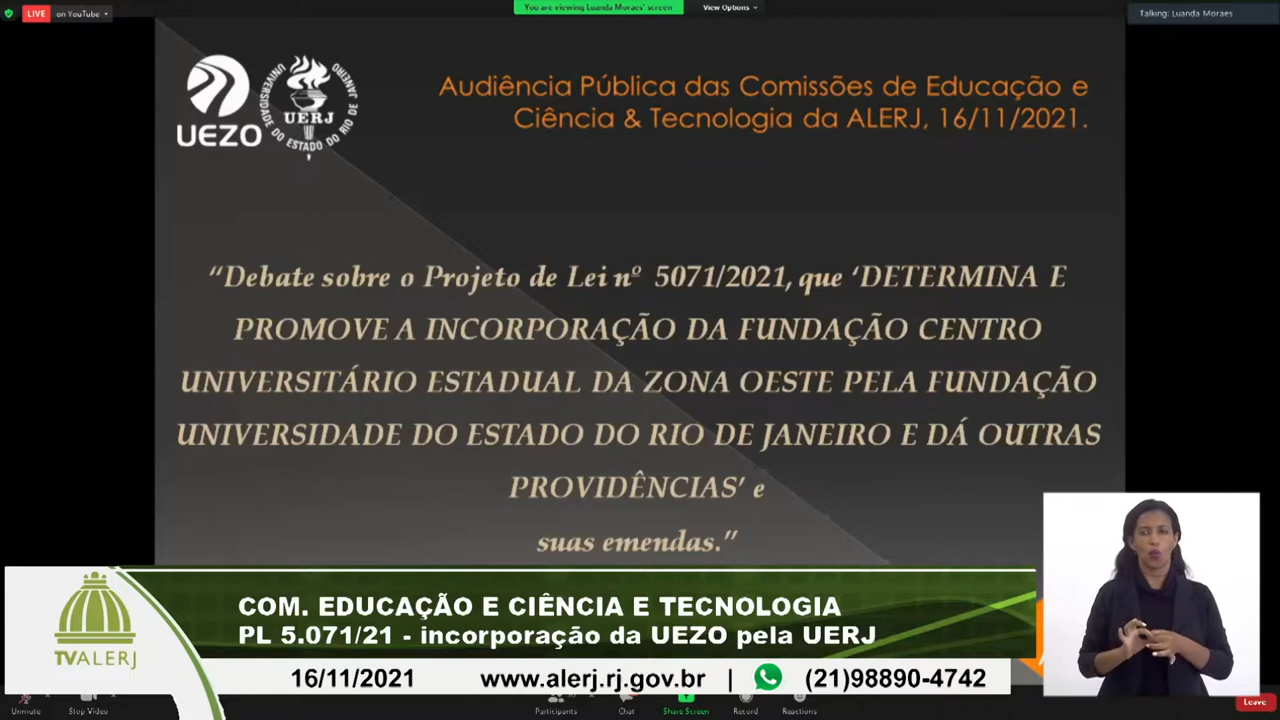 LIVE on YouTube
You are viewing Luanda Moraes' screen
View Options
Talking: Luanda Moraes
UEZO
UNIVERSIDADE DO ESTADO DO RIO DE JANEIRO
UERJ
Audiência Pública das Comissões de Educação e
Ciência & Tecnologia da ALERJ, 16/11/2021.
“Debate sobre o Projeto de Lei nº 5071/2021, que ‘DETERMINA E
PROMOVE A INCORPORAÇÃO DA FUNDAÇÃO CENTRO
UNIVERSITÁRIO ESTADUAL DA ZONA OESTE PELA FUNDAÇÃO
UNIVERSIDADE DO ESTADO DO RIO DE JANEIRO E DÁ OUTRAS
PROVIDÊNCIAS’ e
suas emendas.”
COM. EDUCAÇÃO E CIÊNCIA E TECNOLOGIA
PL 5.071/21 - incorporação da UEZO pela UERJ
TVALERJ
16/11/2021 www.alerj.rj.gov.br | (21)98890-4742
Unmute
Stop Video
Participants
Chat
Share Screen
Record
Reactions
Leave